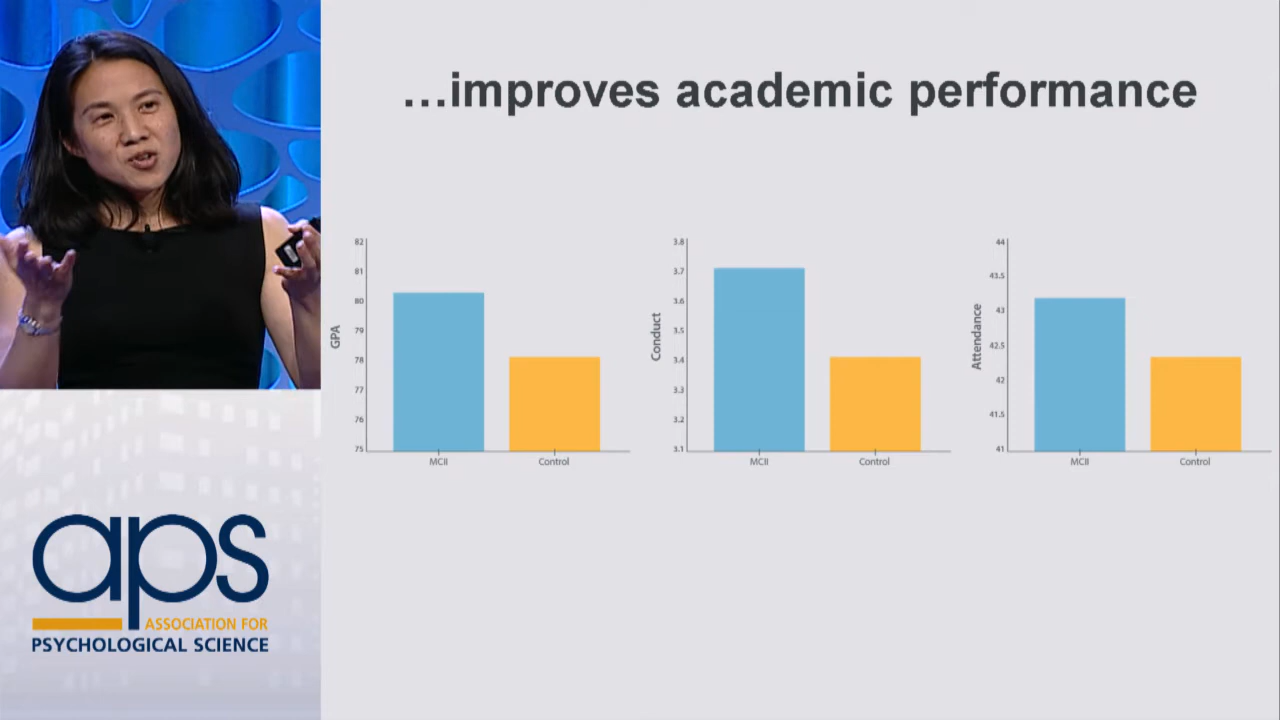 ...improves academic performance
82
81
80
79
78
77
76
75
GPA
MCII
Control
3.8
3.7
3.6
3.5
3.4
3.3
3.2
3.1
Conduct
MCII
Control
44
43.5
43
42.5
42
41.5
41
Attendance
MCII
Control
aps
ASSOCIATION FOR
PSYCHOLOGICAL SCIENCE